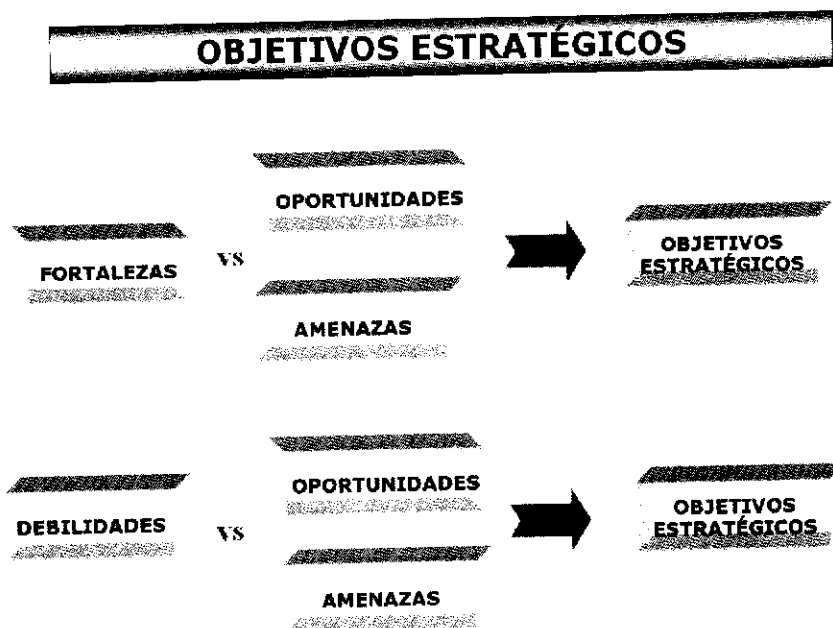 OBJETIVOS ESTRATÉGICOS
OPORTUNIDADES
FORTALEZAS
vs
AMENAZAS
OBJETIVOS
ESTRATÉGICOS
OPORTUNIDADES
DEBILIDADES
vs
AMENAZAS
OBJETIVOS
ESTRATÉGICOS